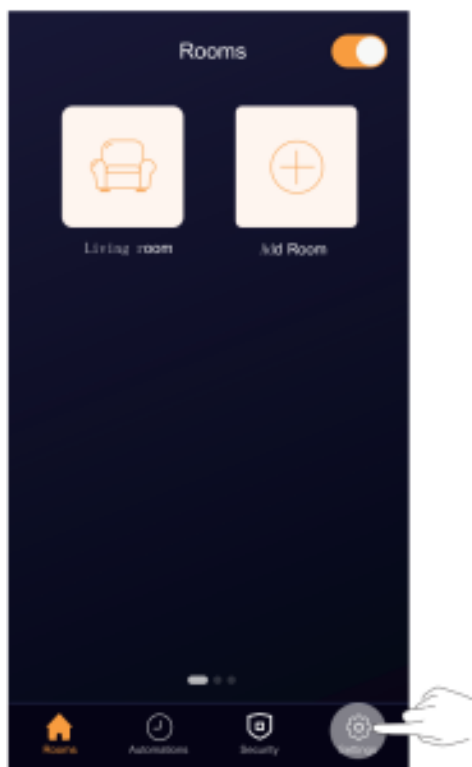 Rooms
Living room
Add Room
Rooms
Automations
Security
Settings